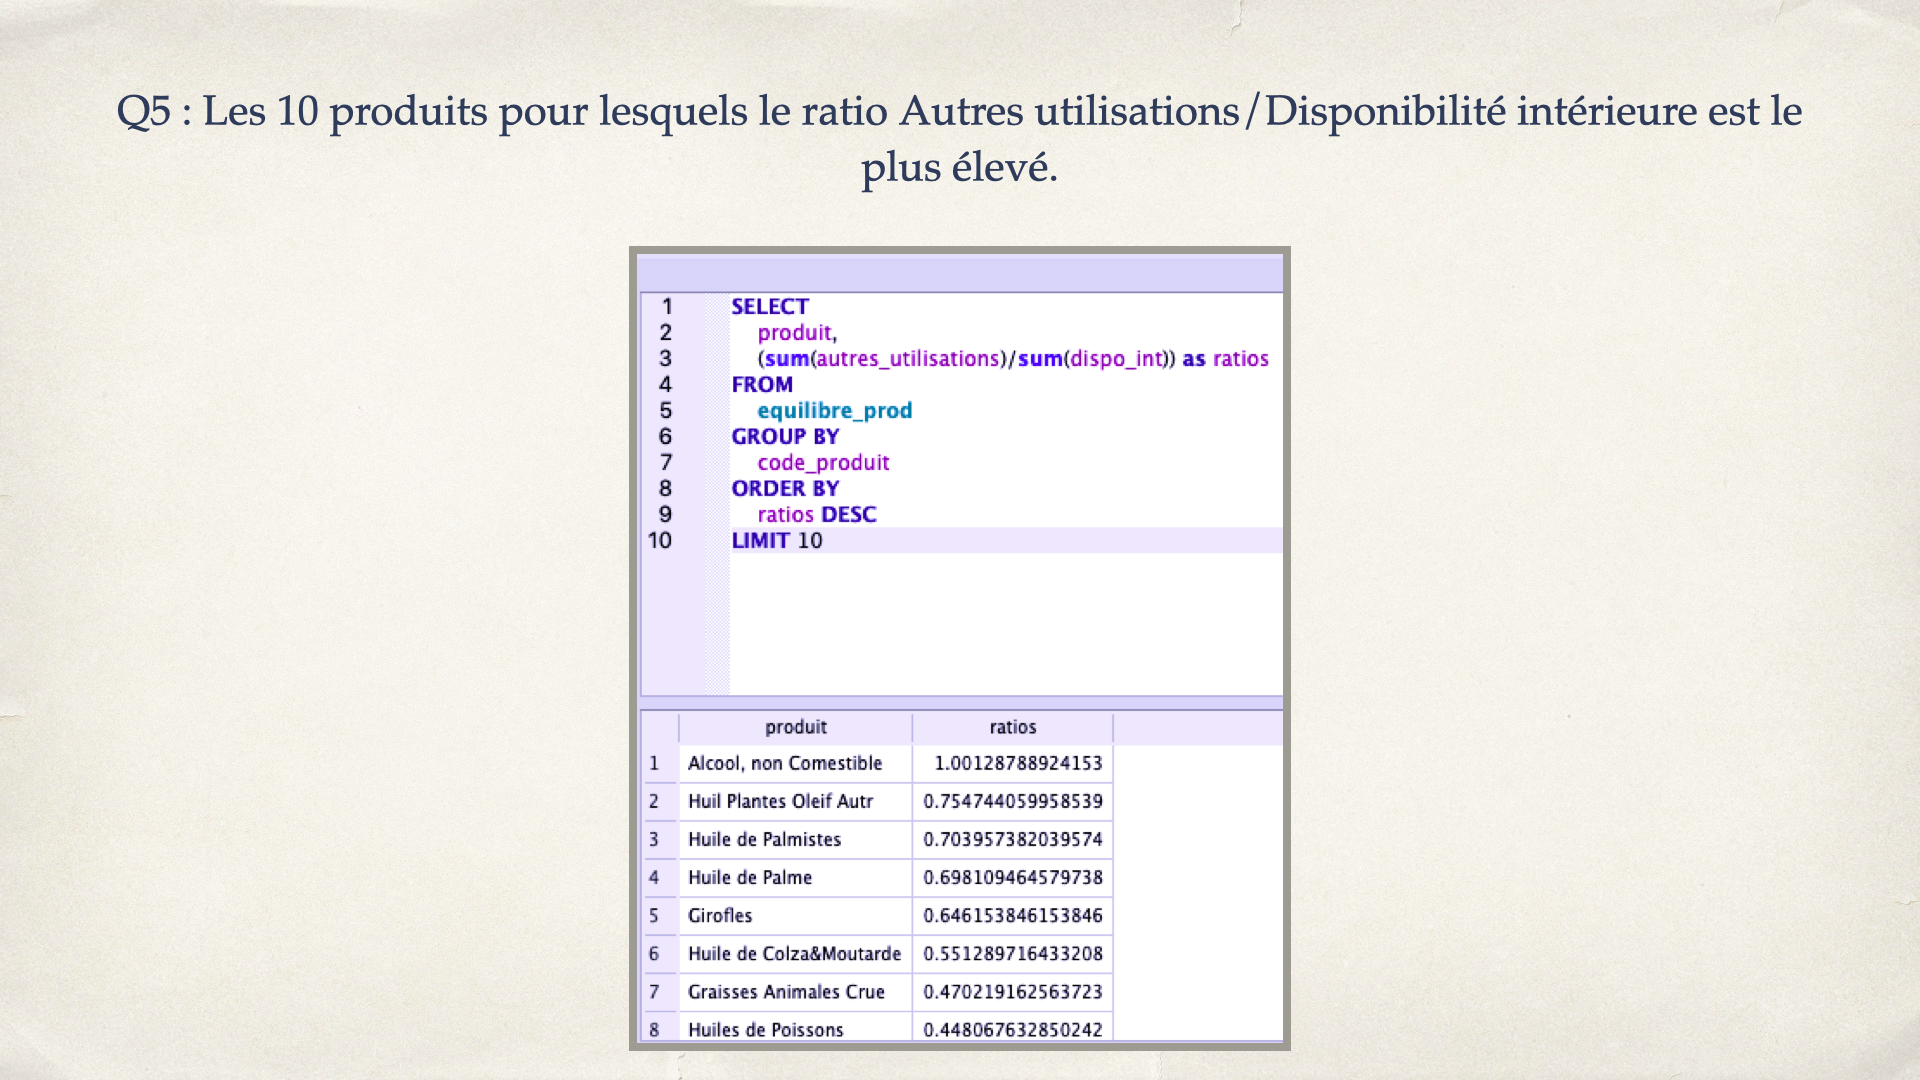 Q5 : Les 10 produits pour lesquels le ratio Autres utilisations/Disponibilité intérieure est le
plus élevé.
1 SELECT
2 produit,
3 (sum(autres_utilisations)/sum(dispo_int)) as ratios
4 FROM
5 equilibre_prod
6 GROUP BY
7 code_produit
8 ORDER BY
9 ratios DESC
10 LIMIT 10
produit ratios
1 Alcool, non Comestible 1.00128788924153
2 Huil Plantes Oleif Autr 0.754744059958539
3 Huile de Palmistes 0.703957382039574
4 Huile de Palme 0.698109464579738
5 Girofles 0.646153846153846
6 Huile de Colza&Moutarde 0.551289716433208
7 Graisses Animales Crue 0.470219162563723
8 Huiles de Poissons 0.448067632850242